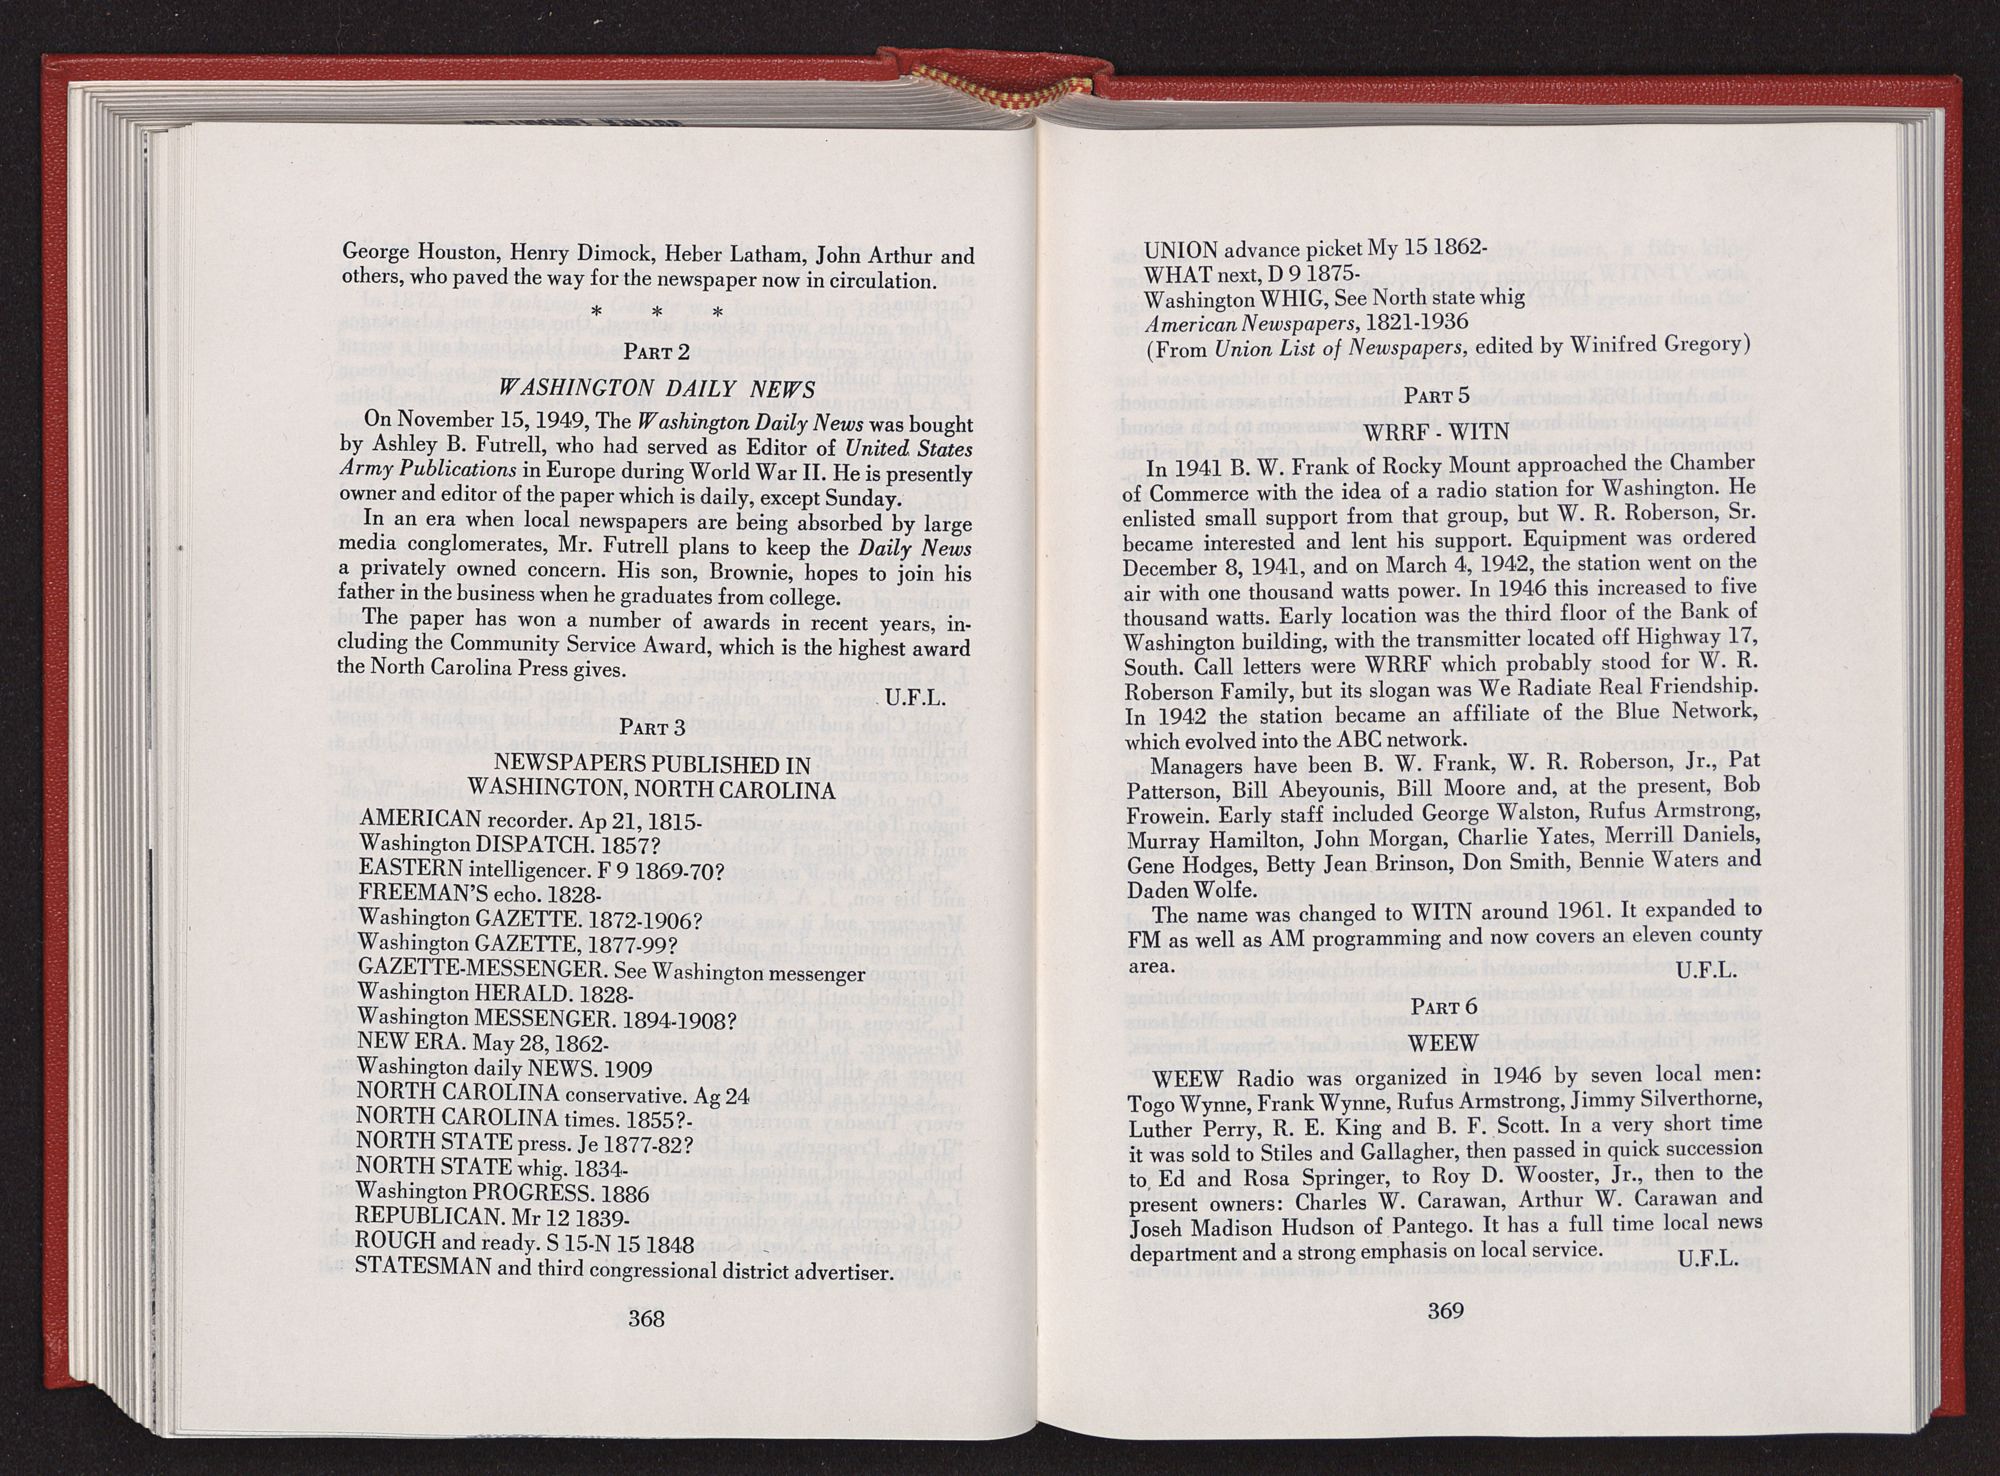 George Houston, Henry Dimock, Heber Latham, John Arthur and
others, who paved the way for the newspaper now in circulation.
* * *
PART 2
WASHINGTON DAILY NEWS
On November 15, 1949, The Washington Daily News was bought
by Ashley B. Futrell, who had served as Editor of United States
Army Publications in Europe during World War II. He is presently
owner and editor of the paper which is daily, except Sunday.
In an era when local newspapers are being absorbed by large
media conglomerates, Mr. Futrell plans to keep the Daily News
a privately owned concern. His son, Brownie, hopes to join his
father in the business when he graduates from college.
The paper has won a number of awards in recent years, in-
cluding the Community Service Award, which is the highest award
the North Carolina Press gives.
U.F.L.
PART 3
NEWSPAPERS PUBLISHED IN
WASHINGTON, NORTH CAROLINA
AMERICAN recorder. Ap 21, 1815-
Washington DISPATCH. 1857?
EASTERN intelligencer. F 9 1869-70?
FREEMAN'S echo. 1828-
Washington GAZETTE. 1872-1906?
Washington GAZETTE, 1877-99?
GAZETTE-MESSENGER. See Washington messenger
Washington HERALD. 1828-
Washington MESSENGER. 1894-1908?
NEW ERA. May 28, 1862-
Washington daily NEWS. 1909
NORTH CAROLINA conservative. Ag 24
NORTH CAROLINA times. 1855?-
NORTH STATE press. Je 1877-82?
NORTH STATE whig. 1834-
Washington PROGRESS. 1886
REPUBLICAN. Mr 12 1839-
ROUGH and ready. S 15-N 15 1848
STATESMAN and third congressional district advertiser.
368
UNION advance picket My 15 1862-
WHAT next, D 9 1875-
Washington WHIG, See North state whig
American Newspapers, 1821-1936
(From Union List of Newspapers, edited by Winifred Gregory)
PART 5
WRRF - WITN
In 1941 B. W. Frank of Rocky Mount approached the Chamber
of Commerce with the idea of a radio station for Washington. He
enlisted small support from that group, but W. R. Roberson, Sr.
became interested and lent his support. Equipment was ordered
December 8, 1941, and on March 4, 1942, the station went on the
air with one thousand watts power. In 1946 this increased to five
thousand watts. Early location was the third floor of the Bank of
Washington building, with the transmitter located off Highway 17,
South. Call letters were WRRF which probably stood for W. R.
Roberson Family, but its slogan was We Radiate Real Friendship.
In 1942 the station became an affiliate of the Blue Network,
which evolved into the ABC network.
Managers have been B. W. Frank, W. R. Roberson, Jr., Pat
Patterson, Bill Abeyounis, Bill Moore and, at the present, Bob
Frowein. Early staff included George Walston, Rufus Armstrong,
Murray Hamilton, John Morgan, Charlie Yates, Merrill Daniels,
Gene Hodges, Betty Jean Brinson, Don Smith, Bennie Waters and
Daden Wolfe.
The name was changed to WITN around 1961. It expanded to
FM as well as AM programming and now covers an eleven county
area.
U.F.L.
PART 6
WEEW
WEEW Radio was organized in 1946 by seven local men:
Togo Wynne, Frank Wynne, Rufus Armstrong, Jimmy Silverthorne,
Luther Perry, R. E. King and B. F. Scott. In a very short time
it was sold to Stiles and Gallagher, then passed in quick succession
to Ed and Rosa Springer, to Roy D. Wooster, Jr., then to the
present owners: Charles W. Carawan, Arthur W. Carawan and
Joseh Madison Hudson of Pantego. It has a full time local news
department and a strong emphasis on local service.
U.F.L.
369